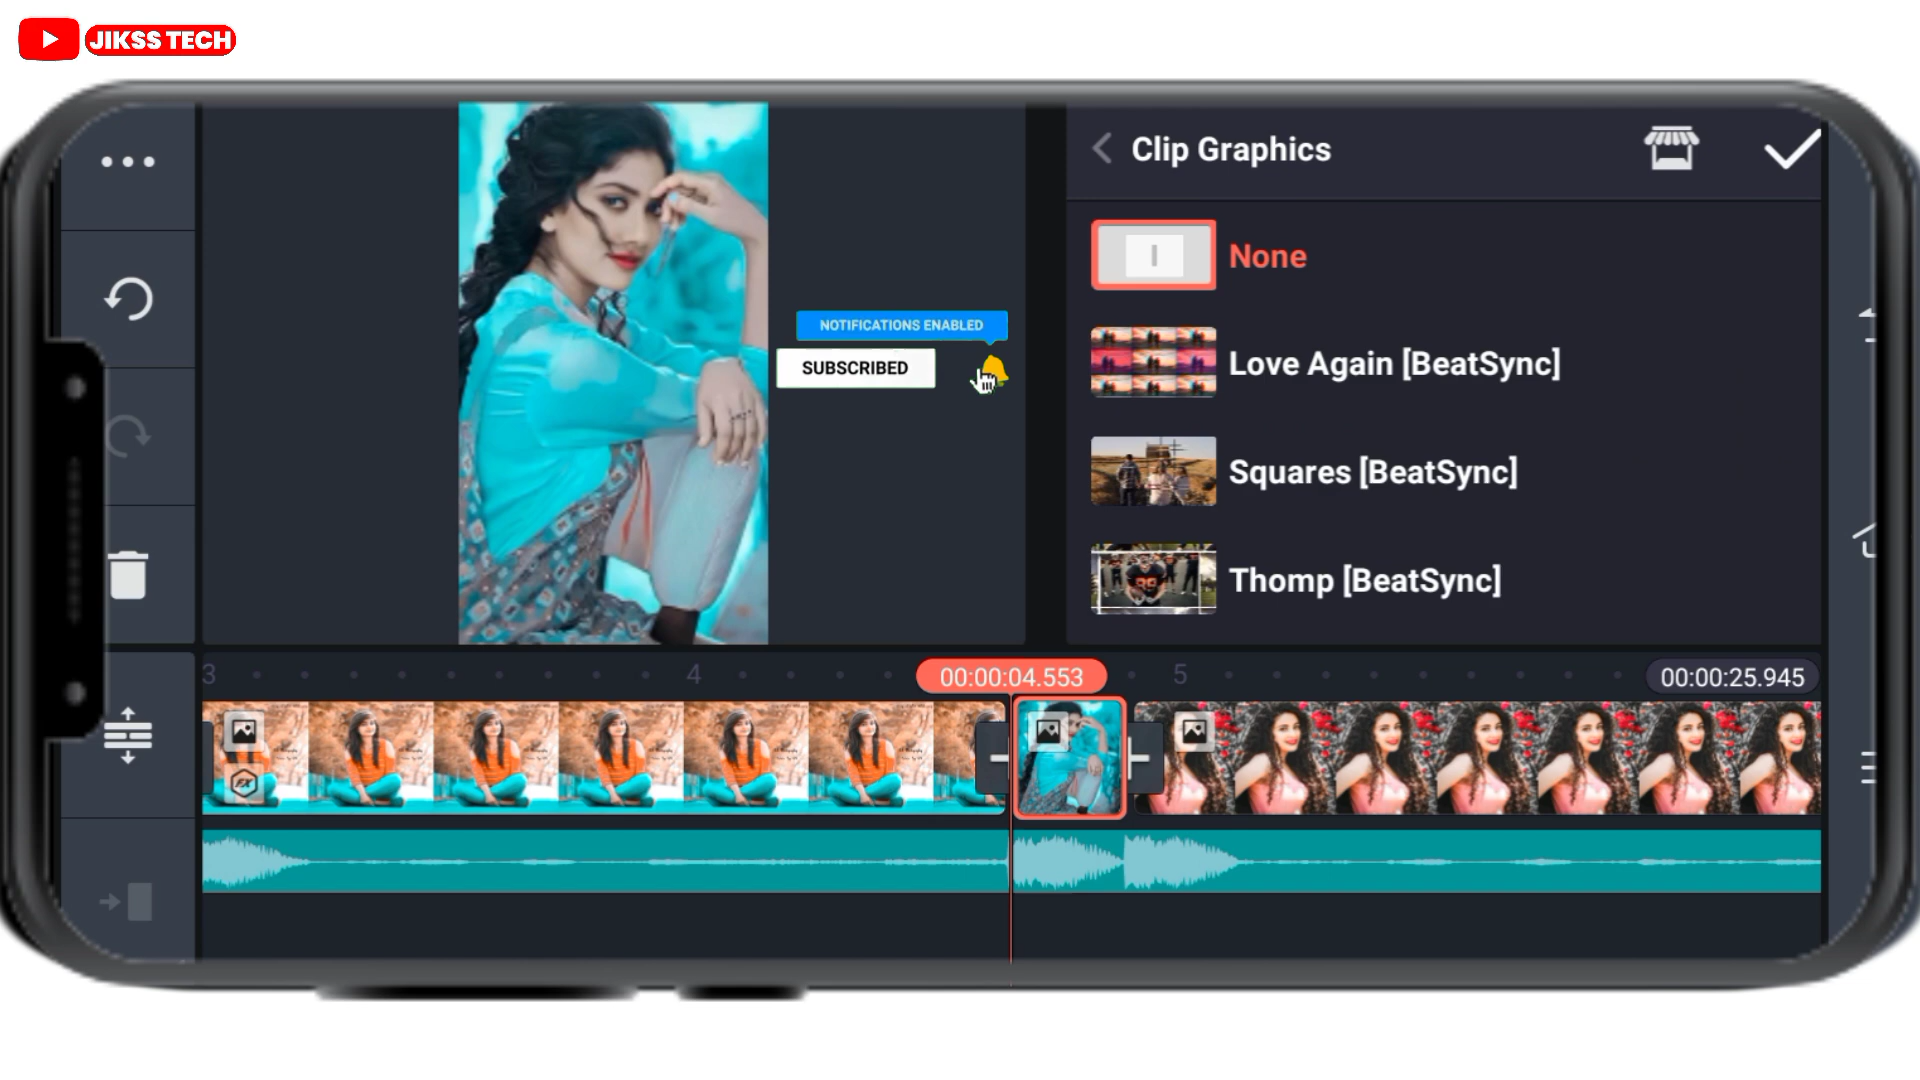 JIKSS TECH
Clip Graphics
None
NOTIFICATIONS ENABLED
SUBSCRIBED
Love Again [BeatSync]
Squares [BeatSync]
Thomp [BeatSync]
3
4
00:00:04.553
5
00:00:25.945
FX